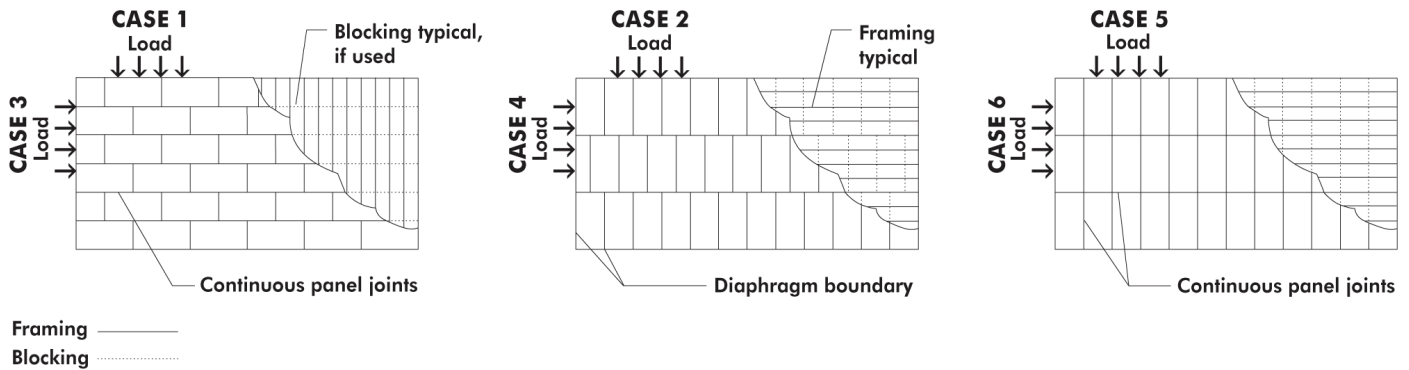 CASE 1
Load
Blocking typical,
if used
CASE 3
Load
Continuous panel joints
CASE 2
Load
Framing
typical
CASE 4
Load
Diaphragm boundary
CASE 5
Load
CASE 6
Load
Continuous panel joints
Framing
Blocking